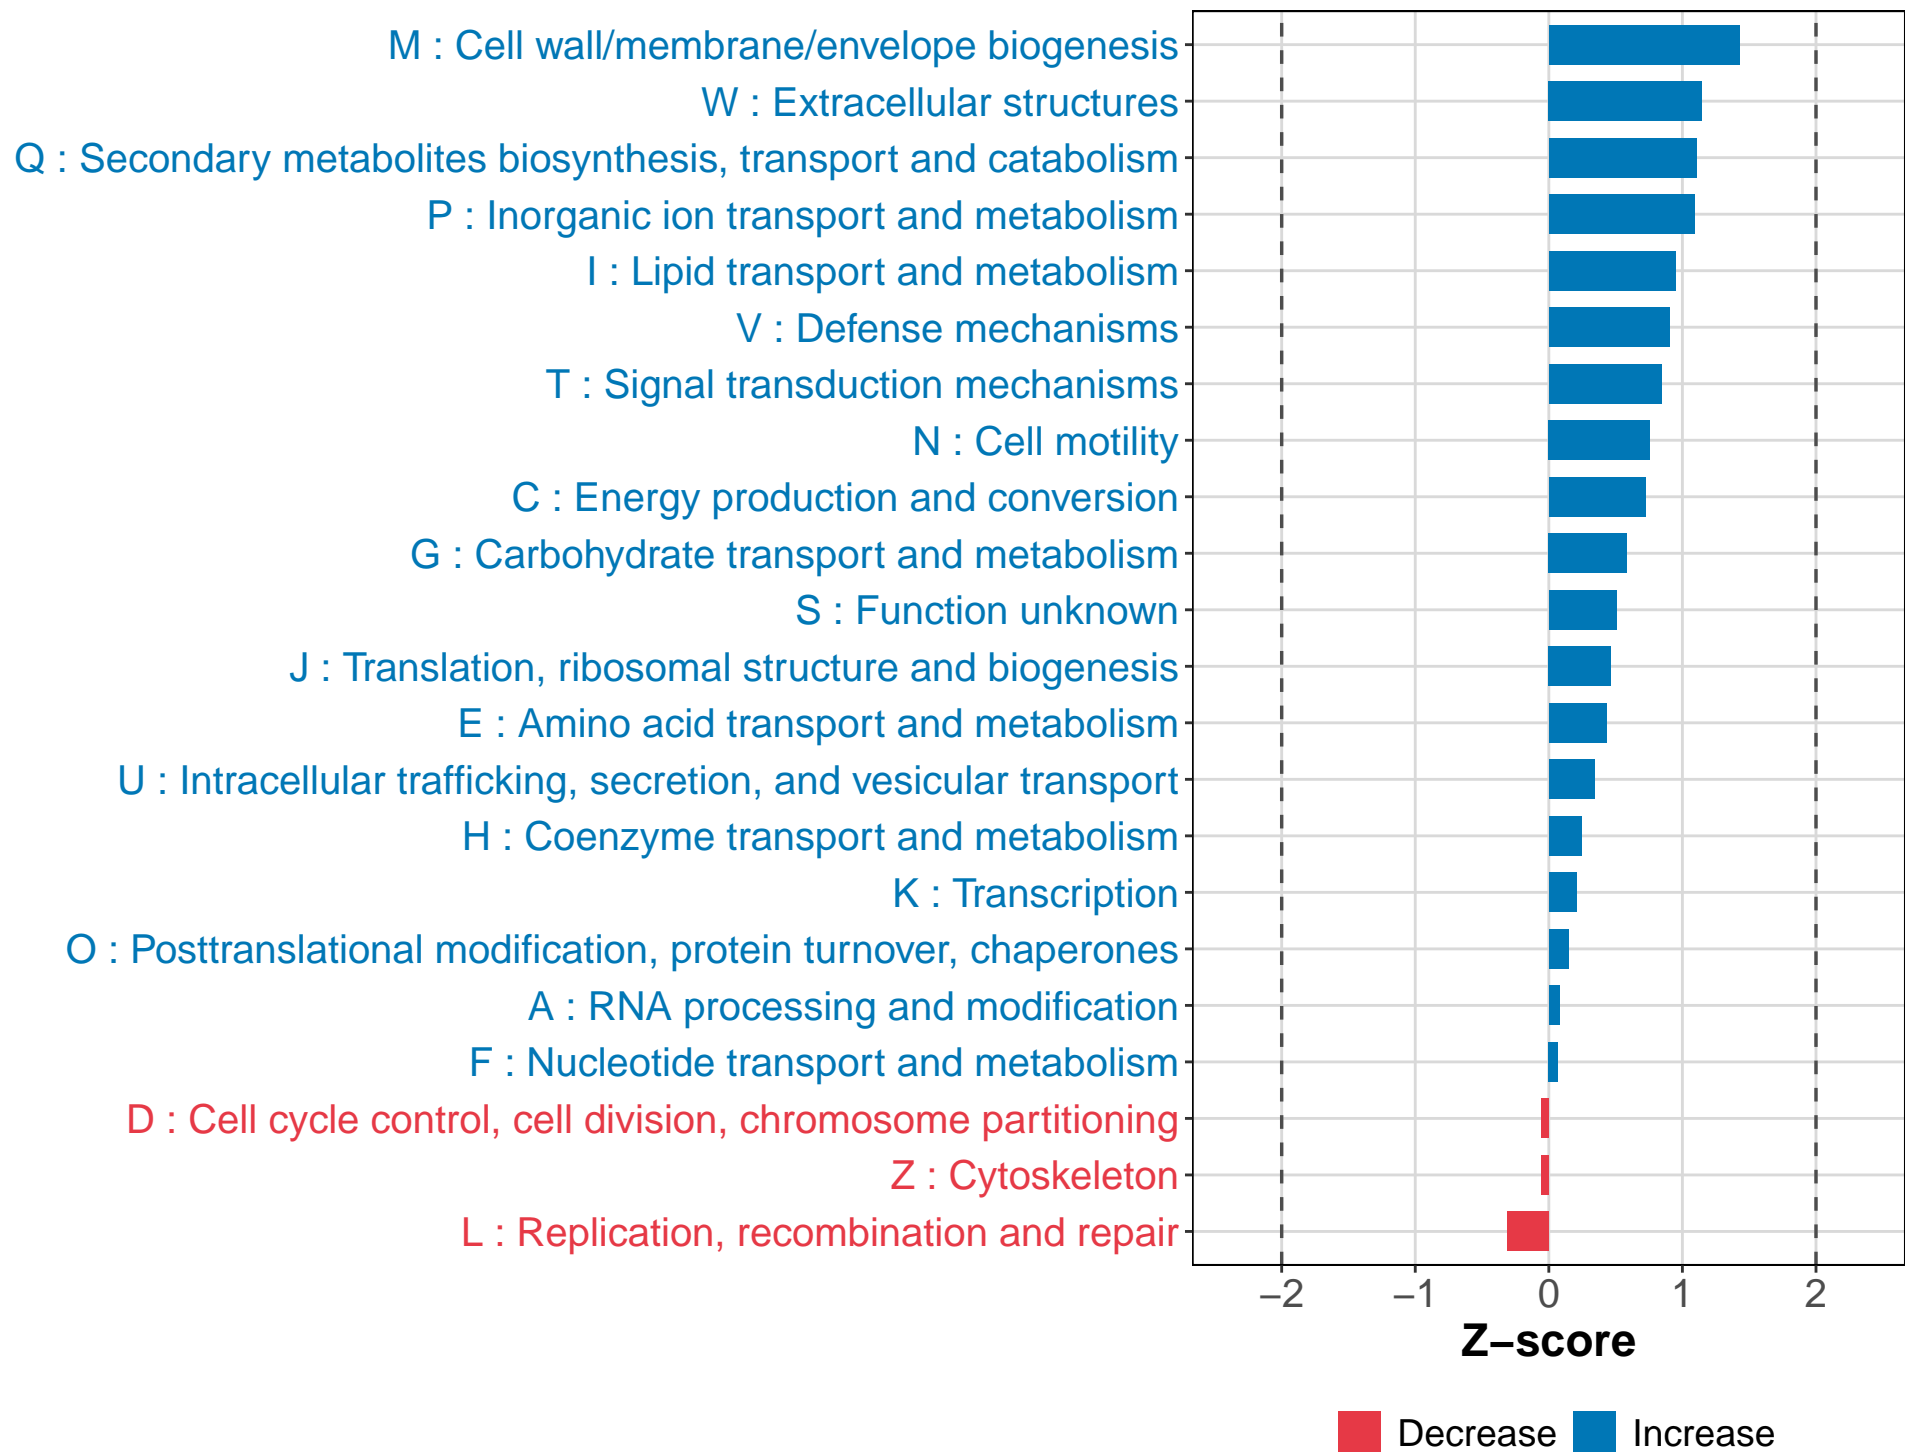 M : Cell wall/membrane/envelope biogenesis
W : Extracellular structures
Q : Secondary metabolites biosynthesis, transport and catabolism
P : Inorganic ion transport and metabolism
I : Lipid transport and metabolism
V : Defense mechanisms
T : Signal transduction mechanisms
N : Cell motility
C : Energy production and conversion
G : Carbohydrate transport and metabolism
S : Function unknown
J : Translation, ribosomal structure and biogenesis
E : Amino acid transport and metabolism
U : Intracellular trafficking, secretion, and vesicular transport
H : Coenzyme transport and metabolism
K : Transcription
O : Posttranslational modification, protein turnover, chaperones
A : RNA processing and modification
F : Nucleotide transport and metabolism
D : Cell cycle control, cell division, chromosome partitioning
Z : Cytoskeleton
L : Replication, recombination and repair
−2 −1 0 1 2
Z−score
Decrease Increase